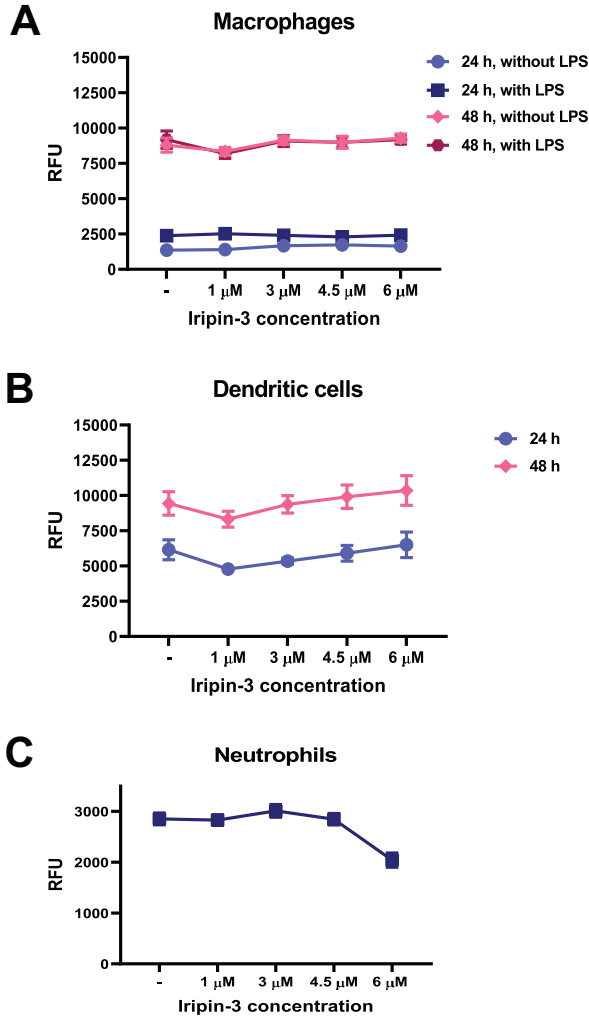 A
Macrophages
15000
12500
10000
7500
5000
2500
0
RFU
- 1 μM 3 μM 4.5 μM 6 μM
Iripin-3 concentration
24 h, without LPS
24 h, with LPS
48 h, without LPS
48 h, with LPS
B
Dendritic cells
15000
12500
10000
7500
5000
2500
0
RFU
- 1 μM 3 μM 4.5 μM 6 μM
Iripin-3 concentration
24 h
48 h
C
Neutrophils
3000
2000
1000
0
RFU
- 1 μM 3 μM 4.5 μM 6 μM
Iripin-3 concentration